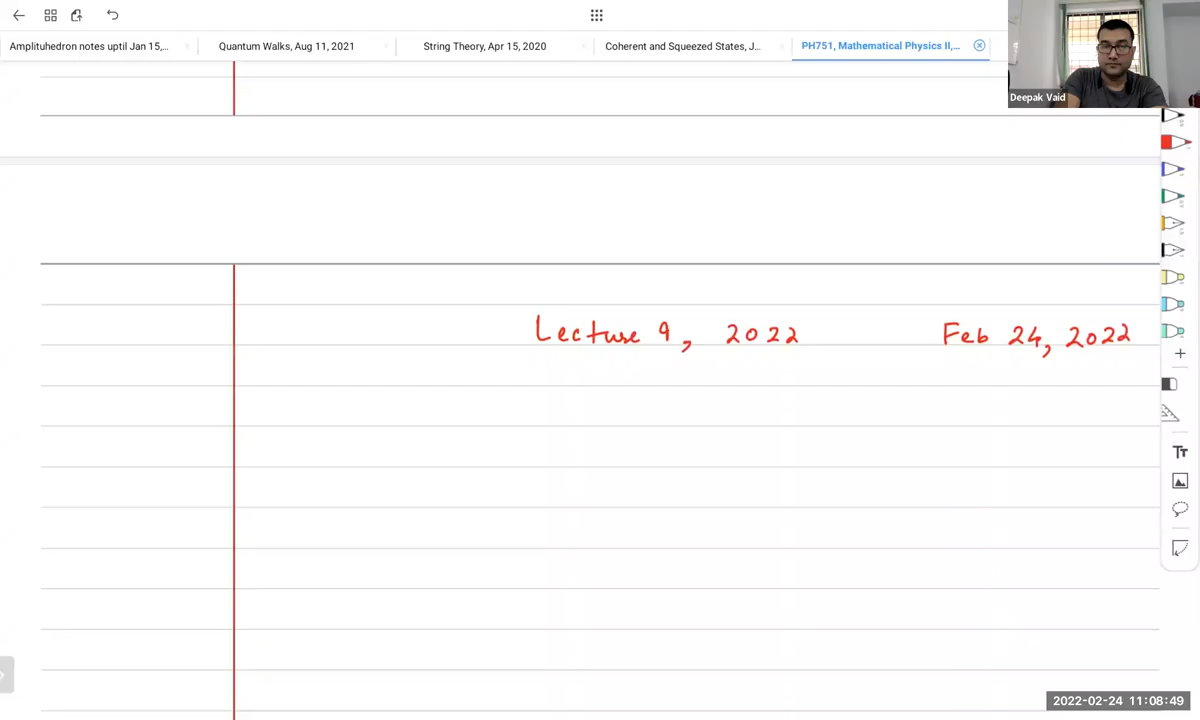 Amplituhedron notes uptil Jan 15,... Quantum Walks, Aug 11, 2021 String Theory, Apr 15, 2020 Coherent and Squeezed States, J... PH751, Mathematical Physics II,...
Deepak Vaid
Lecture 9, 2022 Feb 24, 2022
Tт
2022-02-24 11:08:49